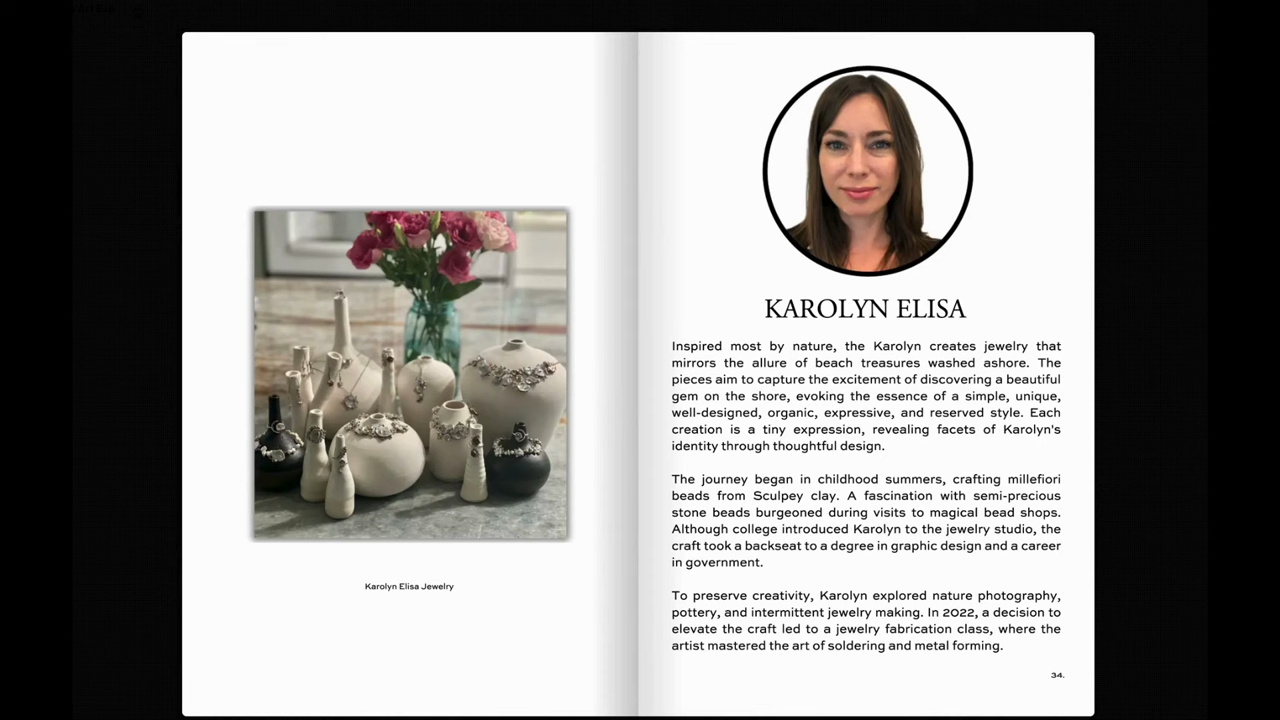 Karolyn Elisa Jewelry
KAROLYN ELISA
Inspired most by nature, the Karolyn creates jewelry that
mirrors the allure of beach treasures washed ashore. The
pieces aim to capture the excitement of discovering a beautiful
gem on the shore, evoking the essence of a simple, unique,
well-designed, organic, expressive, and reserved style. Each
creation is a tiny expression, revealing facets of Karolyn's
identity through thoughtful design.
The journey began in childhood summers, crafting millefiori
beads from Sculpey clay. A fascination with semi-precious
stone beads burgeoned during visits to magical bead shops.
Although college introduced Karolyn to the jewelry studio, the
craft took a backseat to a degree in graphic design and a career
in government.
To preserve creativity, Karolyn explored nature photography,
pottery, and intermittent jewelry making. In 2022, a decision to
elevate the craft led to a jewelry fabrication class, where the
artist mastered the art of soldering and metal forming.
34.